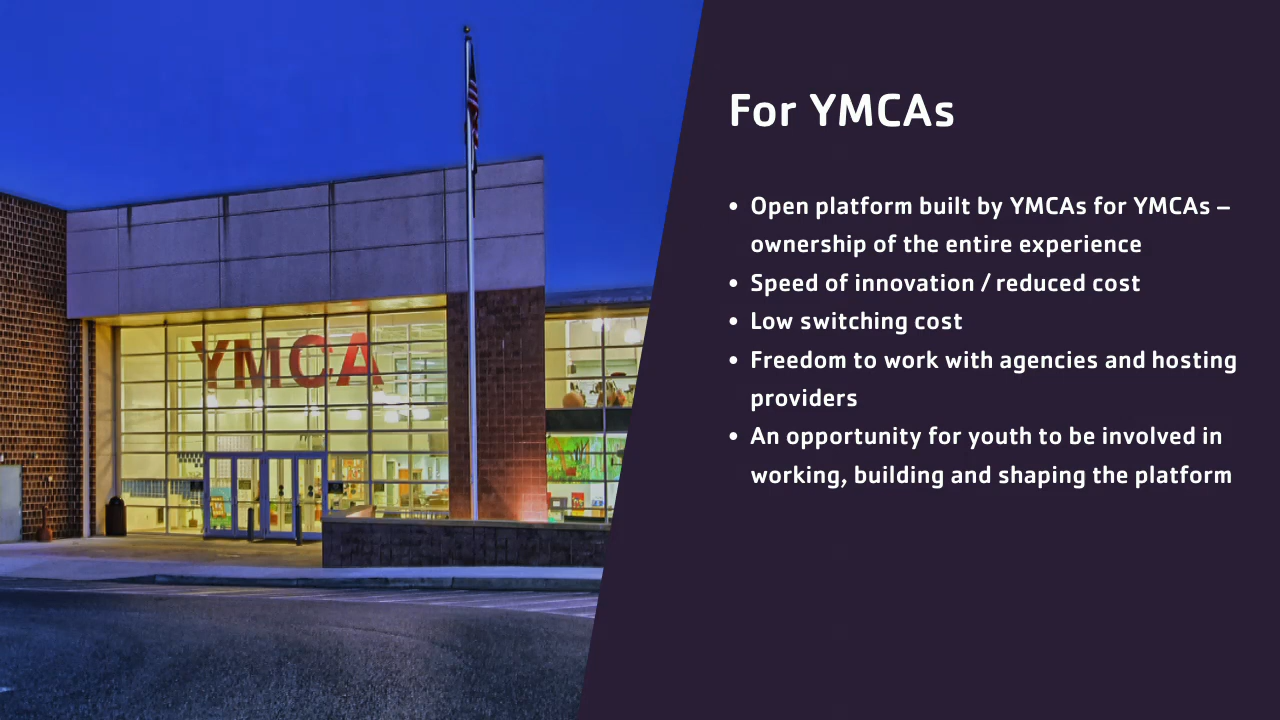 YMCA
For YMCAs
• Open platform built by YMCAs for YMCAs –
ownership of the entire experience
• Speed of innovation / reduced cost
• Low switching cost
• Freedom to work with agencies and hosting
providers
• An opportunity for youth to be involved in
working, building and shaping the platform